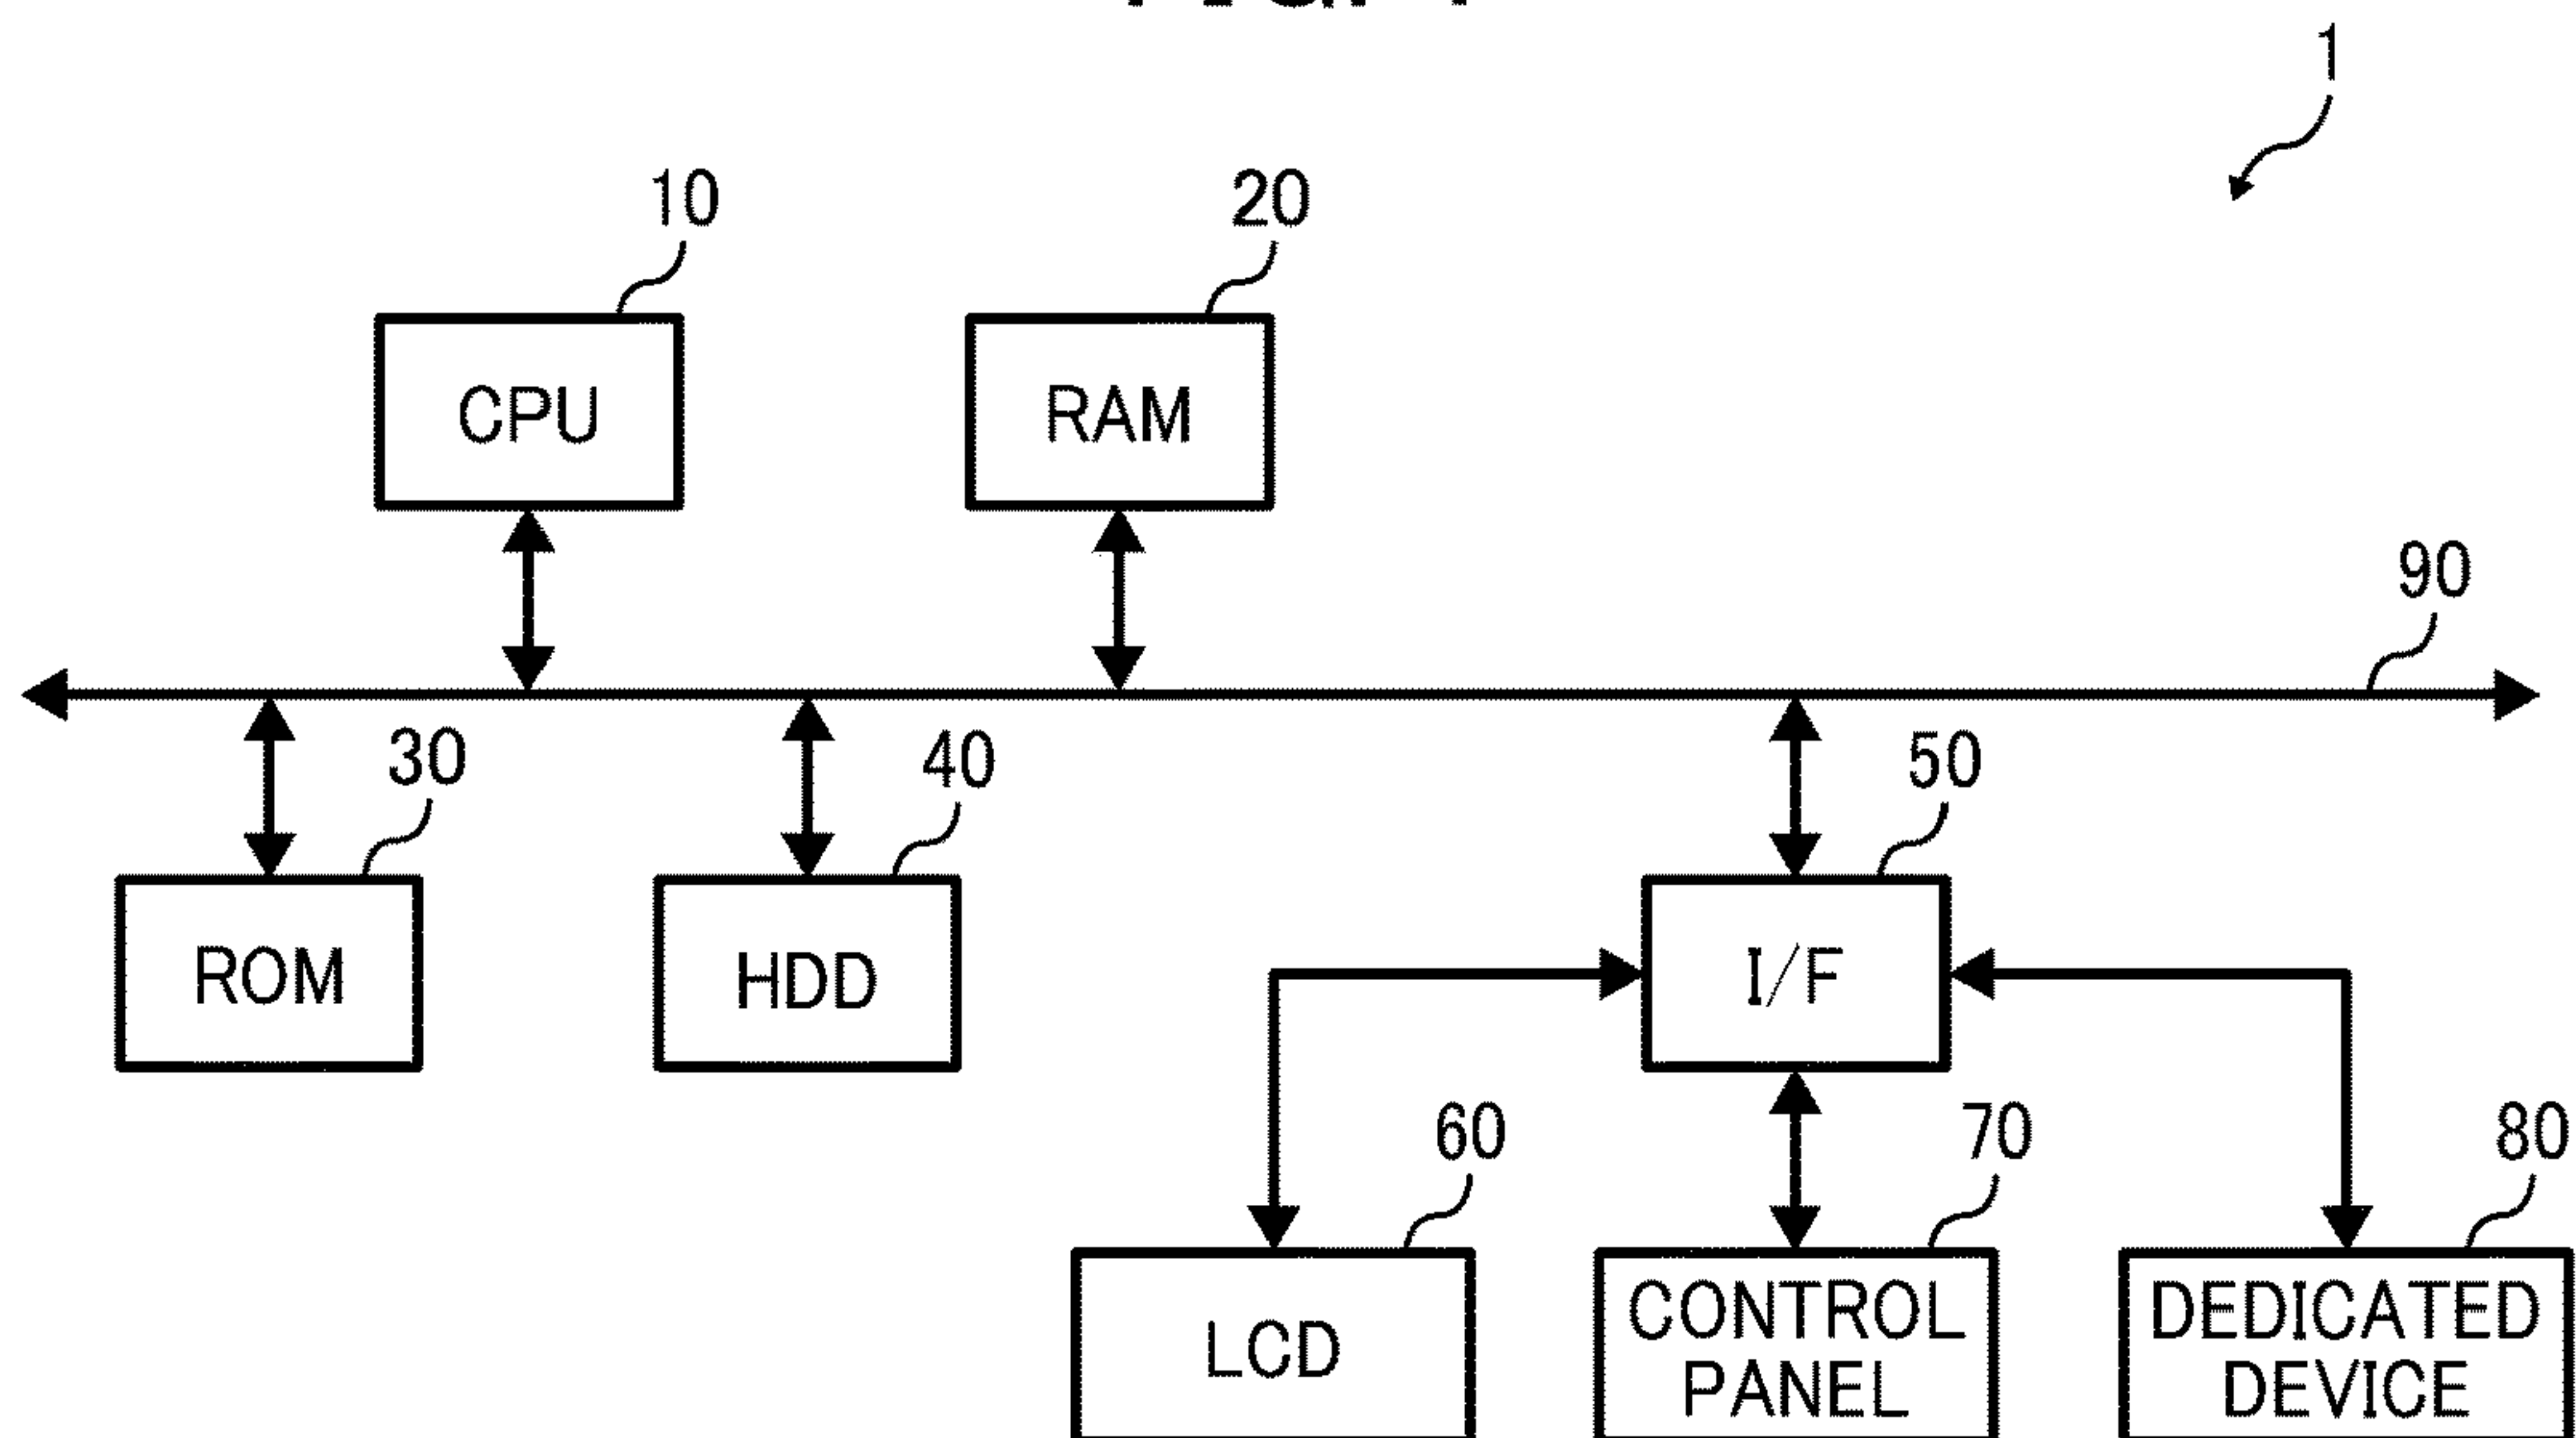 1
10
20
CPU
RAM
90
30
40
50
ROM
HDD
I/F
60
70
80
LCD
CONTROL
PANEL
DEDICATED
DEVICE